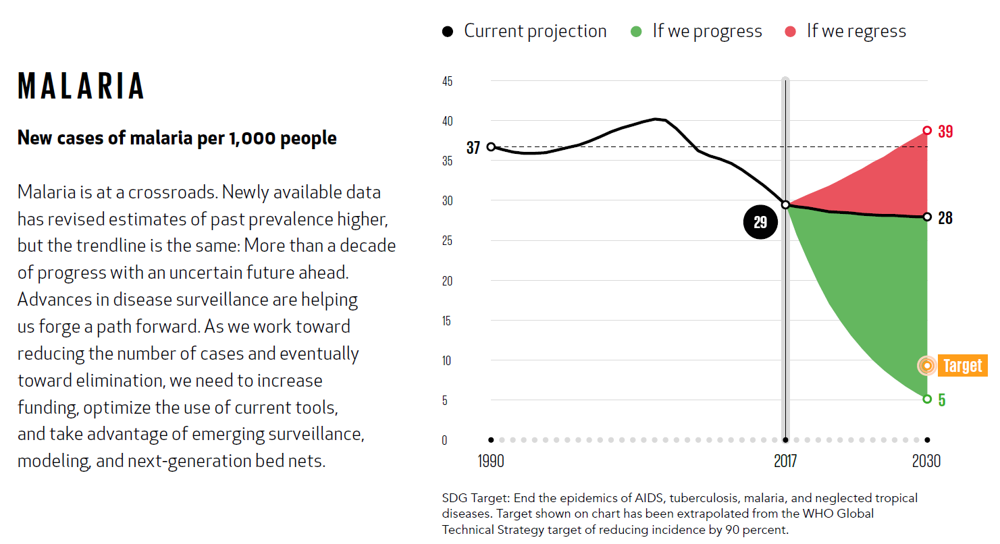 Current projection
If we progress
If we regress
MALARIA
New cases of malaria per 1,000 people
Malaria is at a crossroads. Newly available data
has revised estimates of past prevalence higher,
but the trendline is the same: More than a decade
of progress with an uncertain future ahead.
Advances in disease surveillance are helping
us forge a path forward. As we work toward
reducing the number of cases and eventually
toward elimination, we need to increase
funding, optimize the use of current tools,
and take advantage of emerging surveillance,
modeling, and next-generation bed nets.
45
40
39
37
35
30
29
28
25
20
15
10
Target
5
5
0
1990
2017
2030
SDG Target: End the epidemics of AIDS, tuberculosis, malaria, and neglected tropical
diseases. Target shown on chart has been extrapolated from the WHO Global
Technical Strategy target of reducing incidence by 90 percent.